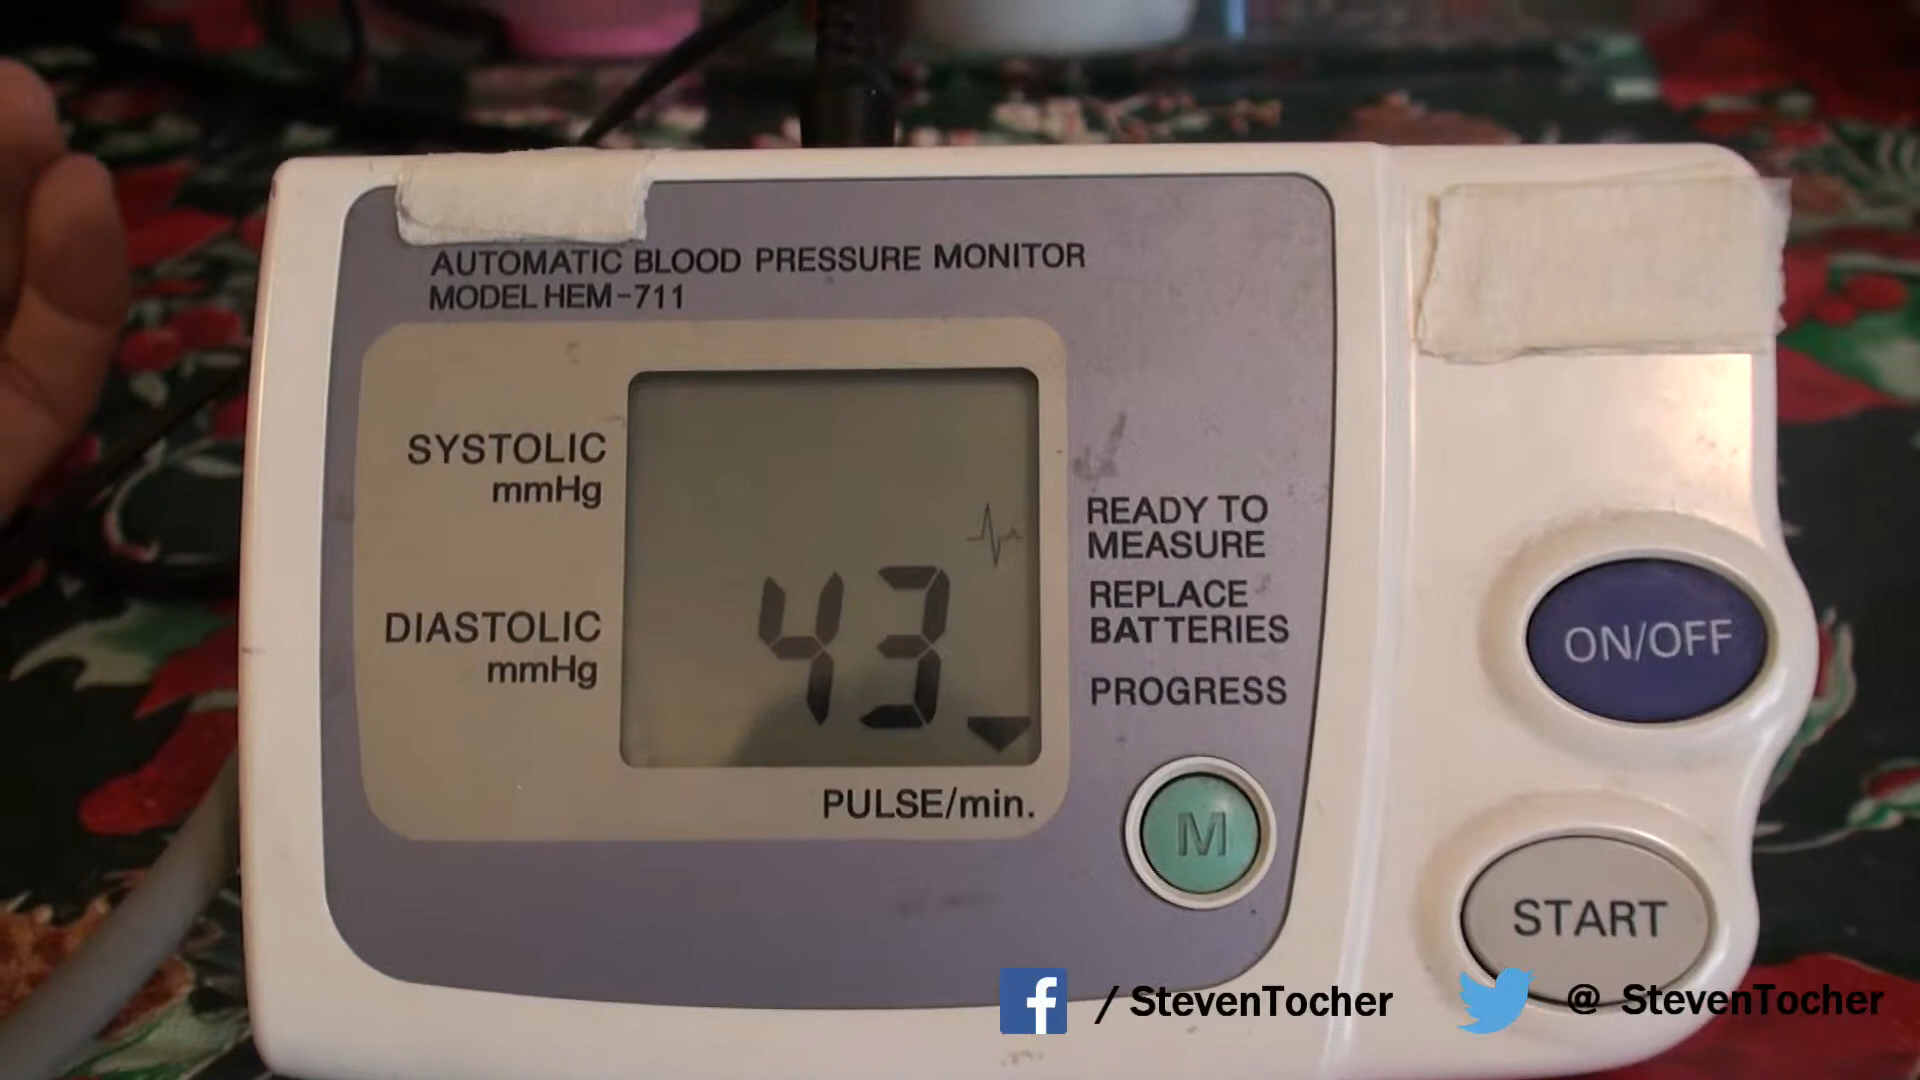 AUTOMATIC BLOOD PRESSURE MONITOR
MODEL HEM-711
SYSTOLIC
mmHg
DIASTOLIC
mmHg
43
PULSE/min.
READY TO
MEASURE
REPLACE
BATTERIES
PROGRESS
M
ON/OFF
START
f / StevenTocher
@ StevenTocher